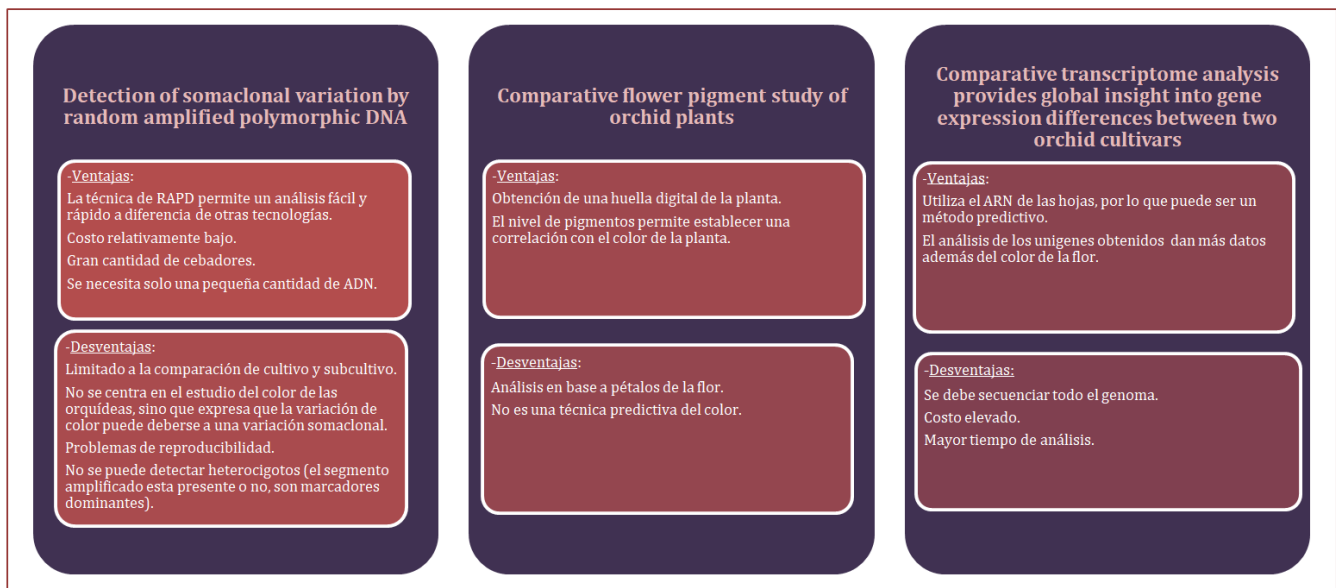 Detection of somaclonal variation by
random amplified polymorphic DNA
-Ventajas:
La técnica de RAPD permite un análisis fácil y
rápido a diferencia de otras tecnologías.
Costo relativamente bajo.
Gran cantidad de cebadores.
Se necesita solo una pequeña cantidad de ADN.
-Desventajas:
Limitado a la comparación de cultivo y subcultivo.
No se centra en el estudio del color de las
orquídeas, sino que expresa que la variación de
color puede deberse a una variación somaclonal.
Problemas de reproducibilidad.
No se puede detectar heterocigotos (el segmento
amplificado esta presente o no, son marcadores
dominantes).
Comparative flower pigment study of
orchid plants
-Ventajas:
Obtención de una huella digital de la planta.
El nivel de pigmentos permite establecer una
correlación con el color de la planta.
-Desventajas:
Análisis en base a pétalos de la flor.
No es una técnica predictiva del color.
Comparative transcriptome analysis
provides global insight into gene
expression differences between two
orchid cultivars
-Ventajas:
Utiliza el ARN de las hojas, por lo que puede ser un
método predictivo.
El análisis de los unigenes obtenidos dan más datos
además del color de la flor.
-Desventajas:
Se debe secuenciar todo el genoma.
Costo elevado.
Mayor tiempo de análisis.